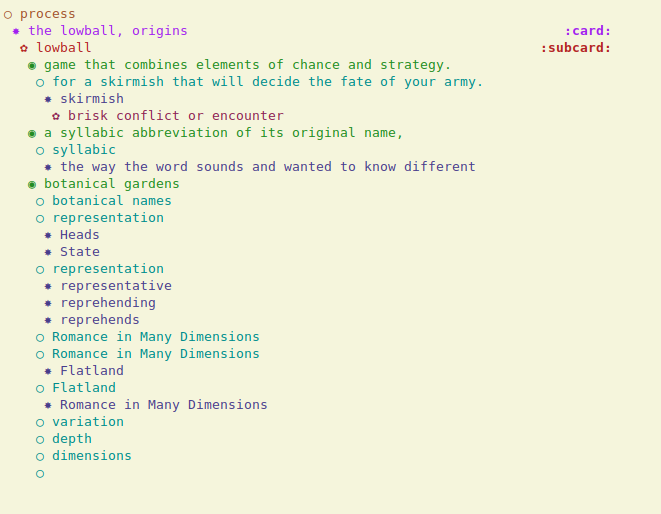 ○ process
✸ the lowball, origins :card:
✿ lowball :subcard:
◉ game that combines elements of chance and strategy.
○ for a skirmish that will decide the fate of your army.
✸ skirmish
✿ brisk conflict or encounter
◉ a syllabic abbreviation of its original name,
○ syllabic
✸ the way the word sounds and wanted to know different
◉ botanical gardens
○ botanical names
○ representation
✸ Heads
✸ State
○ representation
✸ representative
✸ reprehending
✸ reprehends
○ Romance in Many Dimensions
○ Romance in Many Dimensions
✸ Flatland
○ Flatland
✸ Romance in Many Dimensions
○ variation
○ depth
○ dimensions
○